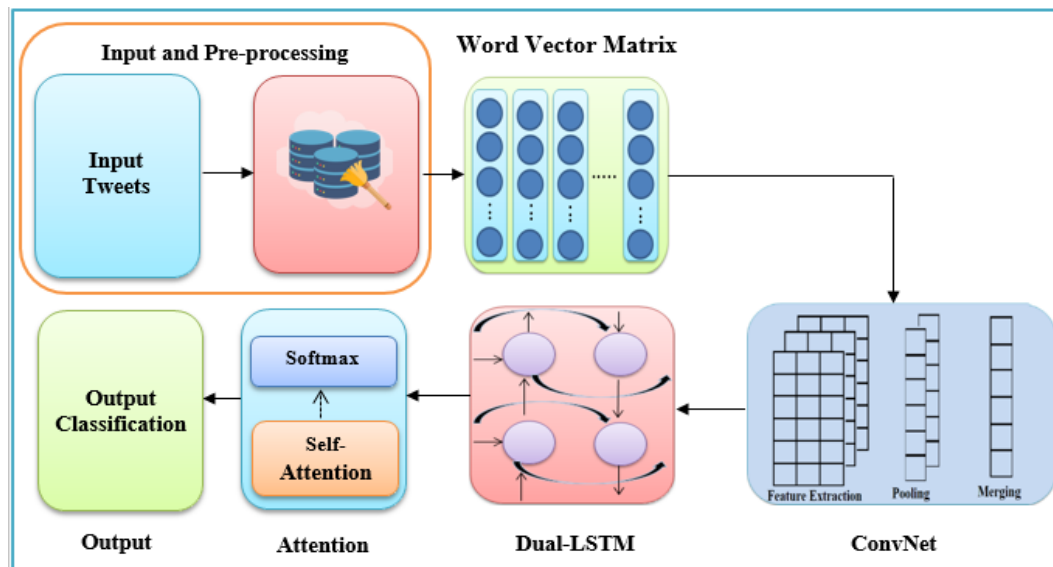 Input and Pre-processing
Word Vector Matrix
Input
Tweets
.....
Softmax
Self-
Attention
Output
Classification
Feature Extraction
Pooling
Merging
Output
Attention
Dual-LSTM
ConvNet